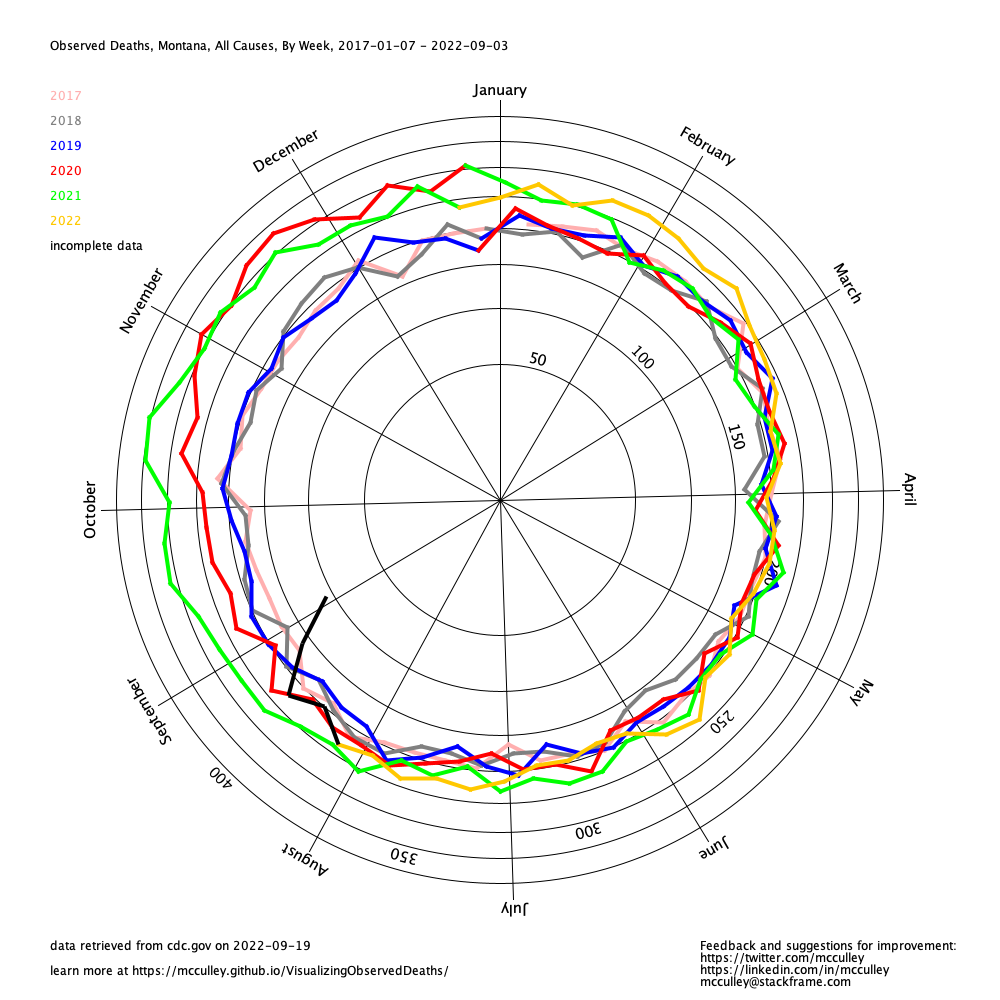 Observed Deaths, Montana, All Causes, By Week, 2017-01-07 - 2022-09-03
2017
2018
2019
2020
2021
2022
incomplete data
January
February
March
April
May
June
July
August
September
October
November
December
50
100
150
200
250
300
350
400
data retrieved from cdc.gov on 2022-09-19
learn more at https://mcculley.github.io/VisualizingObservedDeaths/
Feedback and suggestions for improvement:
https://twitter.com/mcculley
https://linkedin.com/in/mcculley
mcculley@stackframe.com